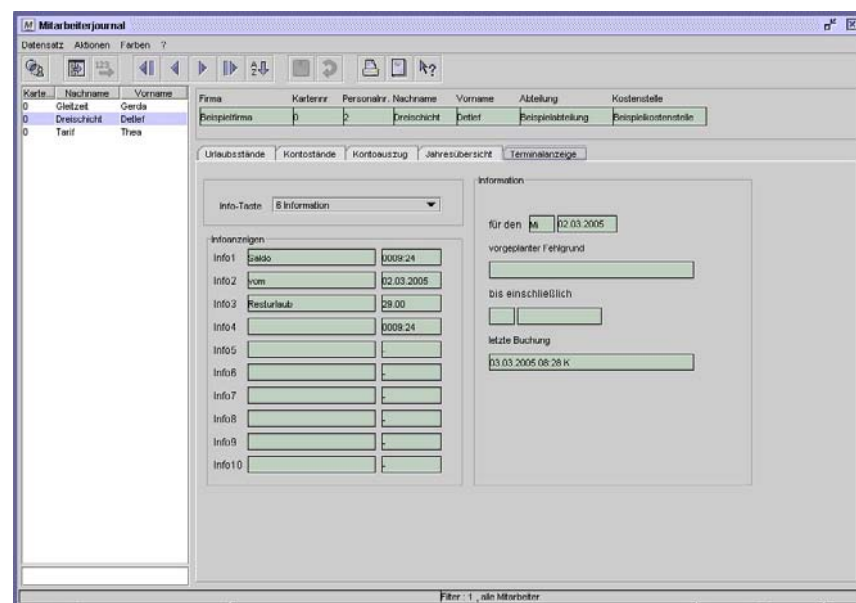 Mitarbeiterjournal
Datensatz Aktionen Farben ?
Karte... Nachname Vorname
0 Gleitzeit Gerda
0 Dreischicht Detlef
0 Tarif Thea
Firma Kartennr Personalnr. Nachname Vorname Abteilung Kostenstelle
Beispielfirma 0 2 Dreischicht Detlef Beispielabteilung Beispielkostenstelle
Urlaubsstände Kontostände Kontoauszug Jahresübersicht Terminalanzeige
Info-Taste 6 Information
Infoanzeigen
Info1 Saldo 0009:24
Info2 vom 02.03.2005
Info3 Resturlaub 29.00
Info4 0009:24
Info5 -
Info6 -
Info7 -
Info8 -
Info9 -
Info10 -
Information
für den Mi 02.03.2005
vorgeplanter Fehlgrund
bis einschließlich
letzte Buchung
03.03.2005 08:28 K
Filter : 1 , alle Mitarbeiter